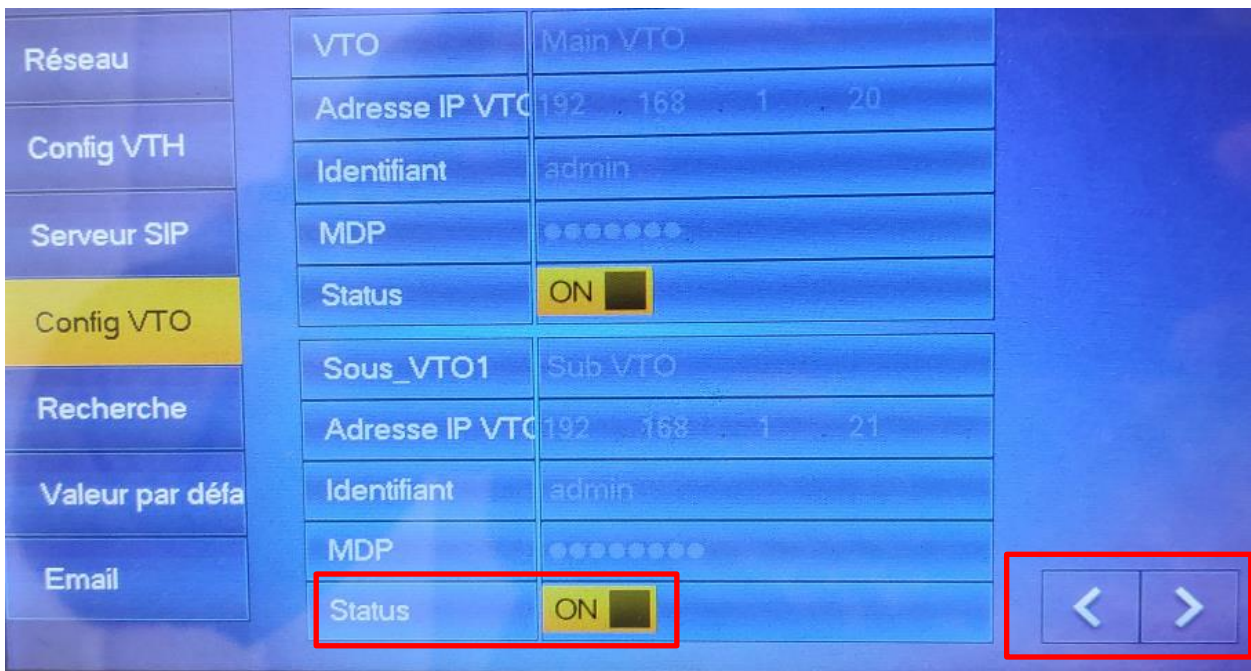 Réseau
Config VTH
Serveur SIP
Config VTO
Recherche
Valeur par défa
Email
VTO Main VTO
Adresse IP VTO 192 . 168 . 1 . 20
Identifiant admin
MDP ●●●●●●●
Status ON
Sous_VTO1 Sub VTO
Adresse IP VTO 192 . 168 . 1 . 21
Identifiant admin
MDP ●●●●●●●●
Status ON
< >